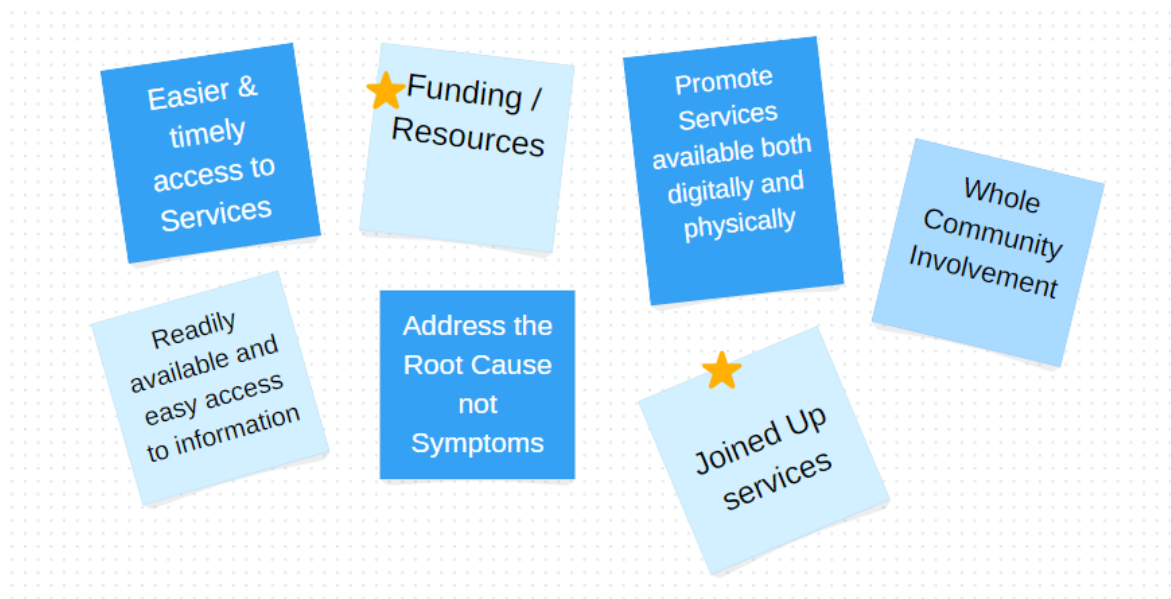 Easier &
timely
access to
Services
Funding /
Resources
Promote
Services
available both
digitally and
physically
Whole
Community
Involvement
Readily
available and
easy access
to information
Address the
Root Cause
not
Symptoms
Joined Up
services